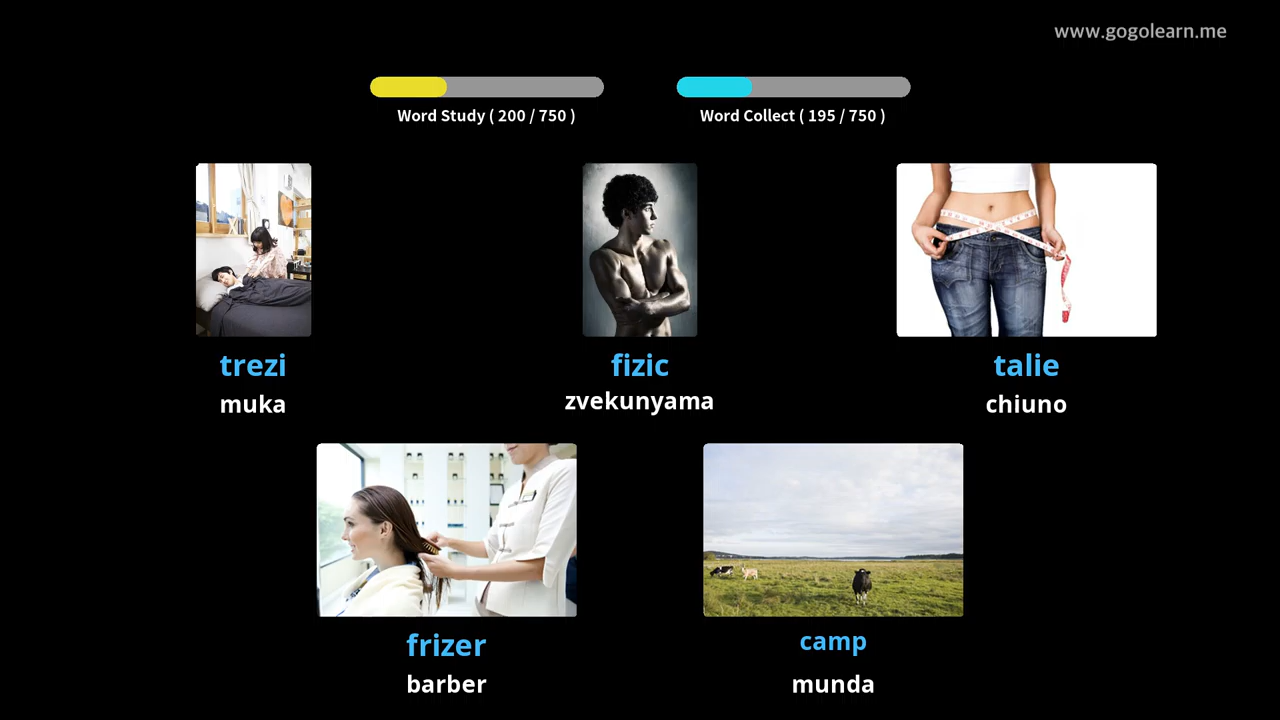 www.gogolearn.me
Word Study ( 200 / 750 )
Word Collect ( 195 / 750 )
trezi
muka
fizic
zvekunyama
talie
chiuno
frizer
barber
camp
munda